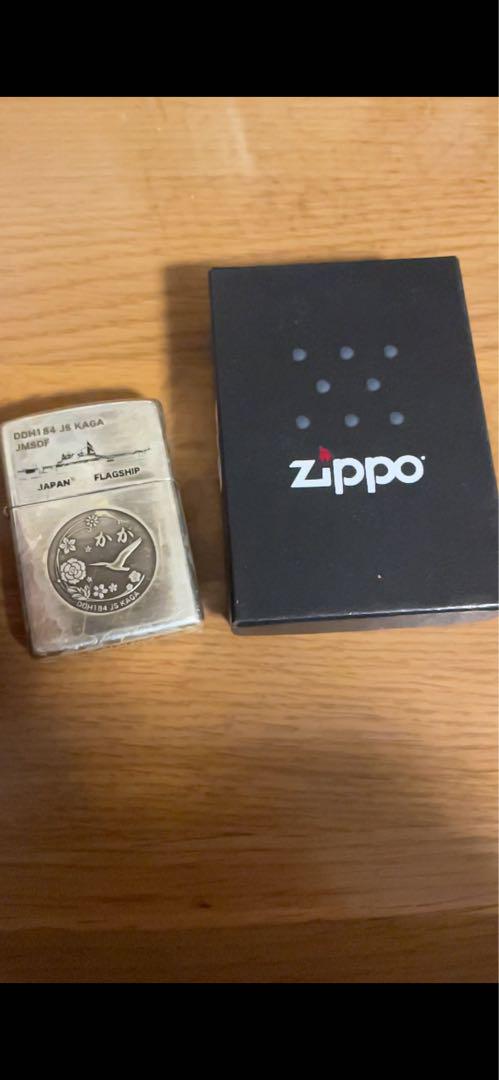 DDH184 JS KAGA
JMSDF
JAPAN FLAGSHIP
かが
DDH184 JS KAGA
zippo